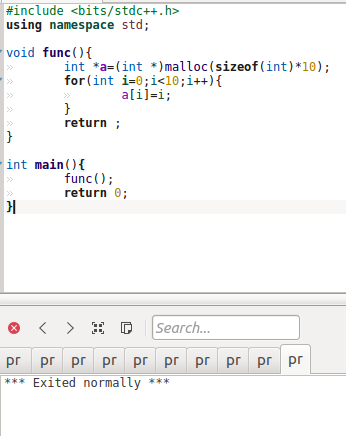 #include <bits/stdc++.h>
using namespace std;
void func(){
» int *a=(int *)malloc(sizeof(int)*10);
» for(int i=0;i<10;i++){
» » a[i]=i;
» }
» return ;
}
int main(){
» func();
» return 0;
}
Search...
pr pr pr pr pr pr pr pr pr pr
*** Exited normally ***